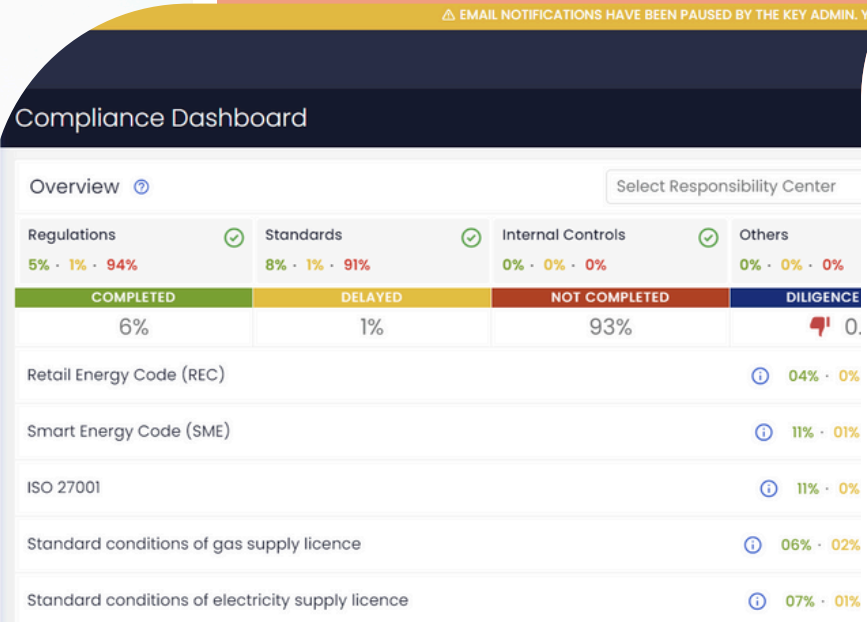 ⚠ EMAIL NOTIFICATIONS HAVE BEEN PAUSED BY THE KEY ADMIN.
Compliance Dashboard
Overview
Select Responsibility Center
Regulations
5% · 1% · 94%
Standards
8% · 1% · 91%
Internal Controls
0% · 0% · 0%
Others
0% · 0% · 0%
COMPLETED
6%
DELAYED
1%
NOT COMPLETED
93%
DILIGENCE
0.
Retail Energy Code (REC) 04% · 0%
Smart Energy Code (SME) 11% · 01%
ISO 27001 11% · 0%
Standard conditions of gas supply licence 06% · 02%
Standard conditions of electricity supply licence 07% · 01%